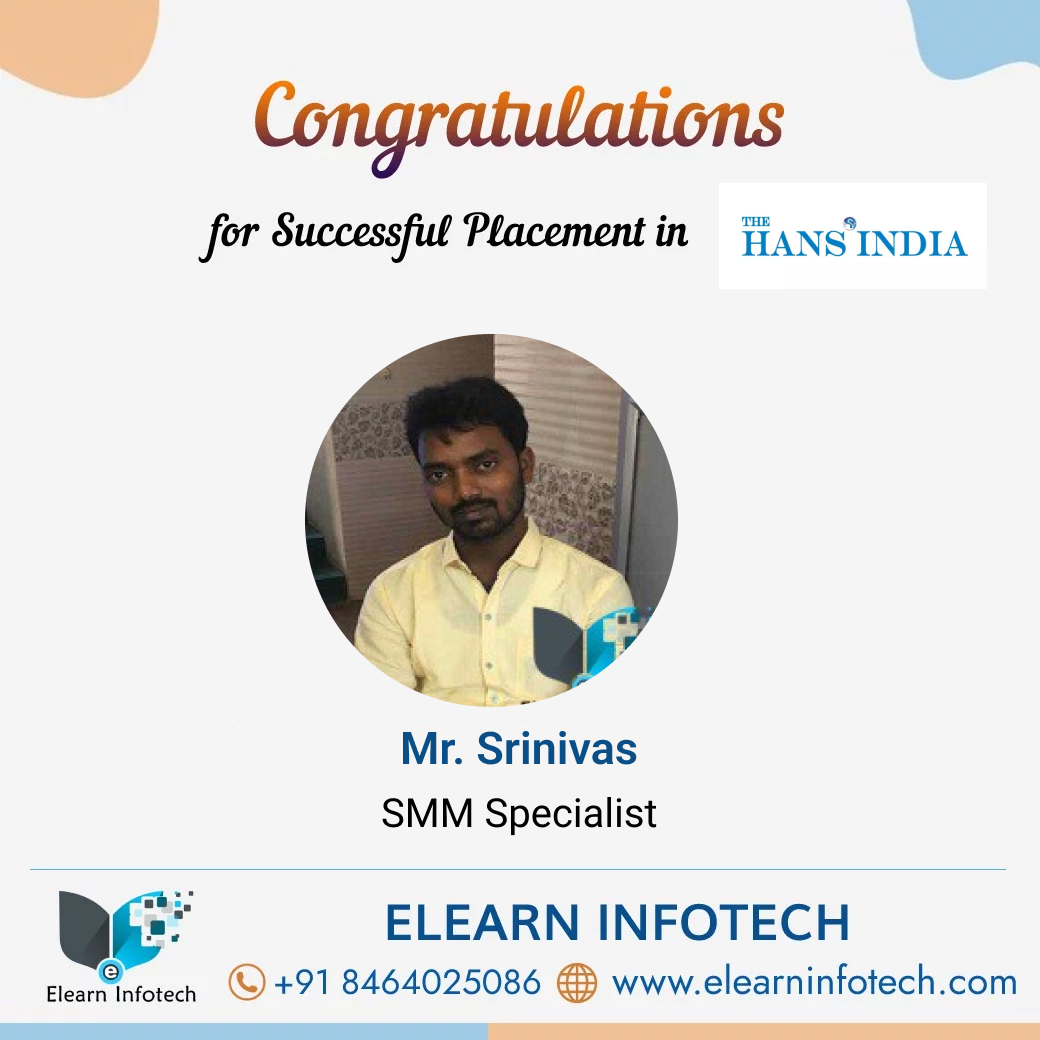 Congratulations
for Successful Placement in
THE
HANS INDIA
Mr. Srinivas
SMM Specialist
e
Elearn Infotech
ELEARN INFOTECH
+91 8464025086 www.elearninfotech.com